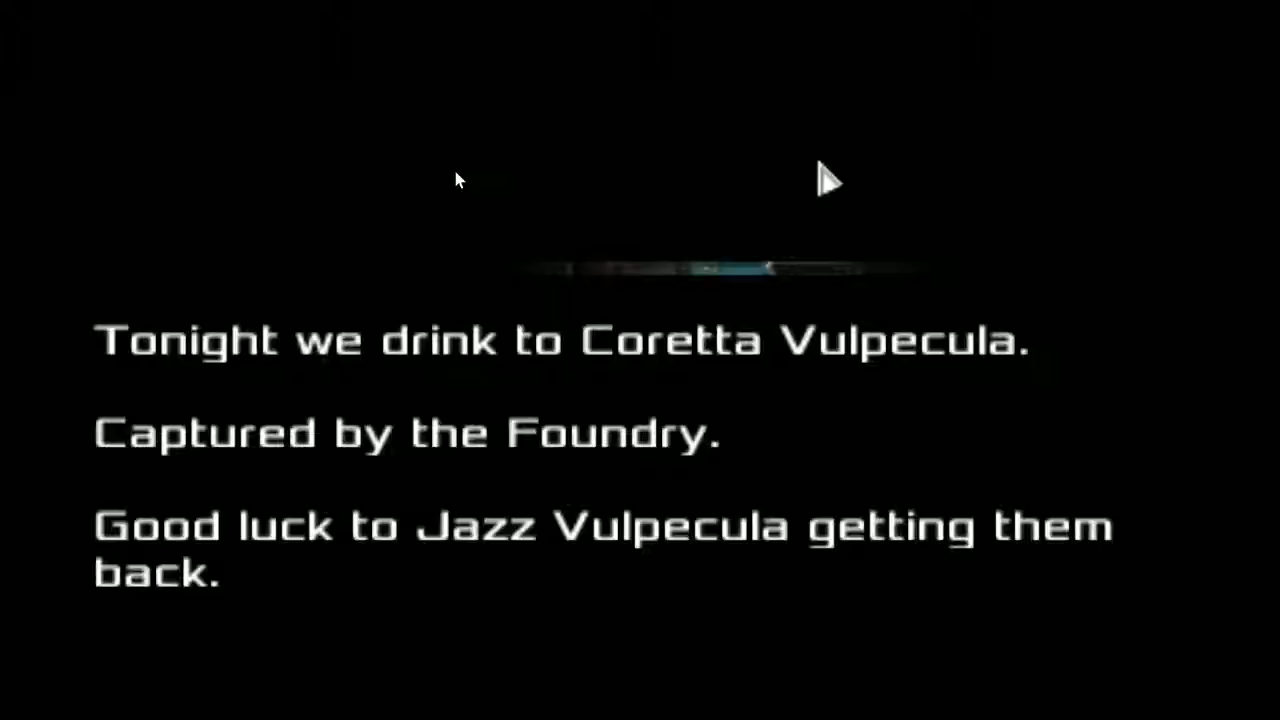 Tonight we drink to Coretta Vulpecula.
Captured by the Foundry.
Good luck to Jazz Vulpecula getting them
back.